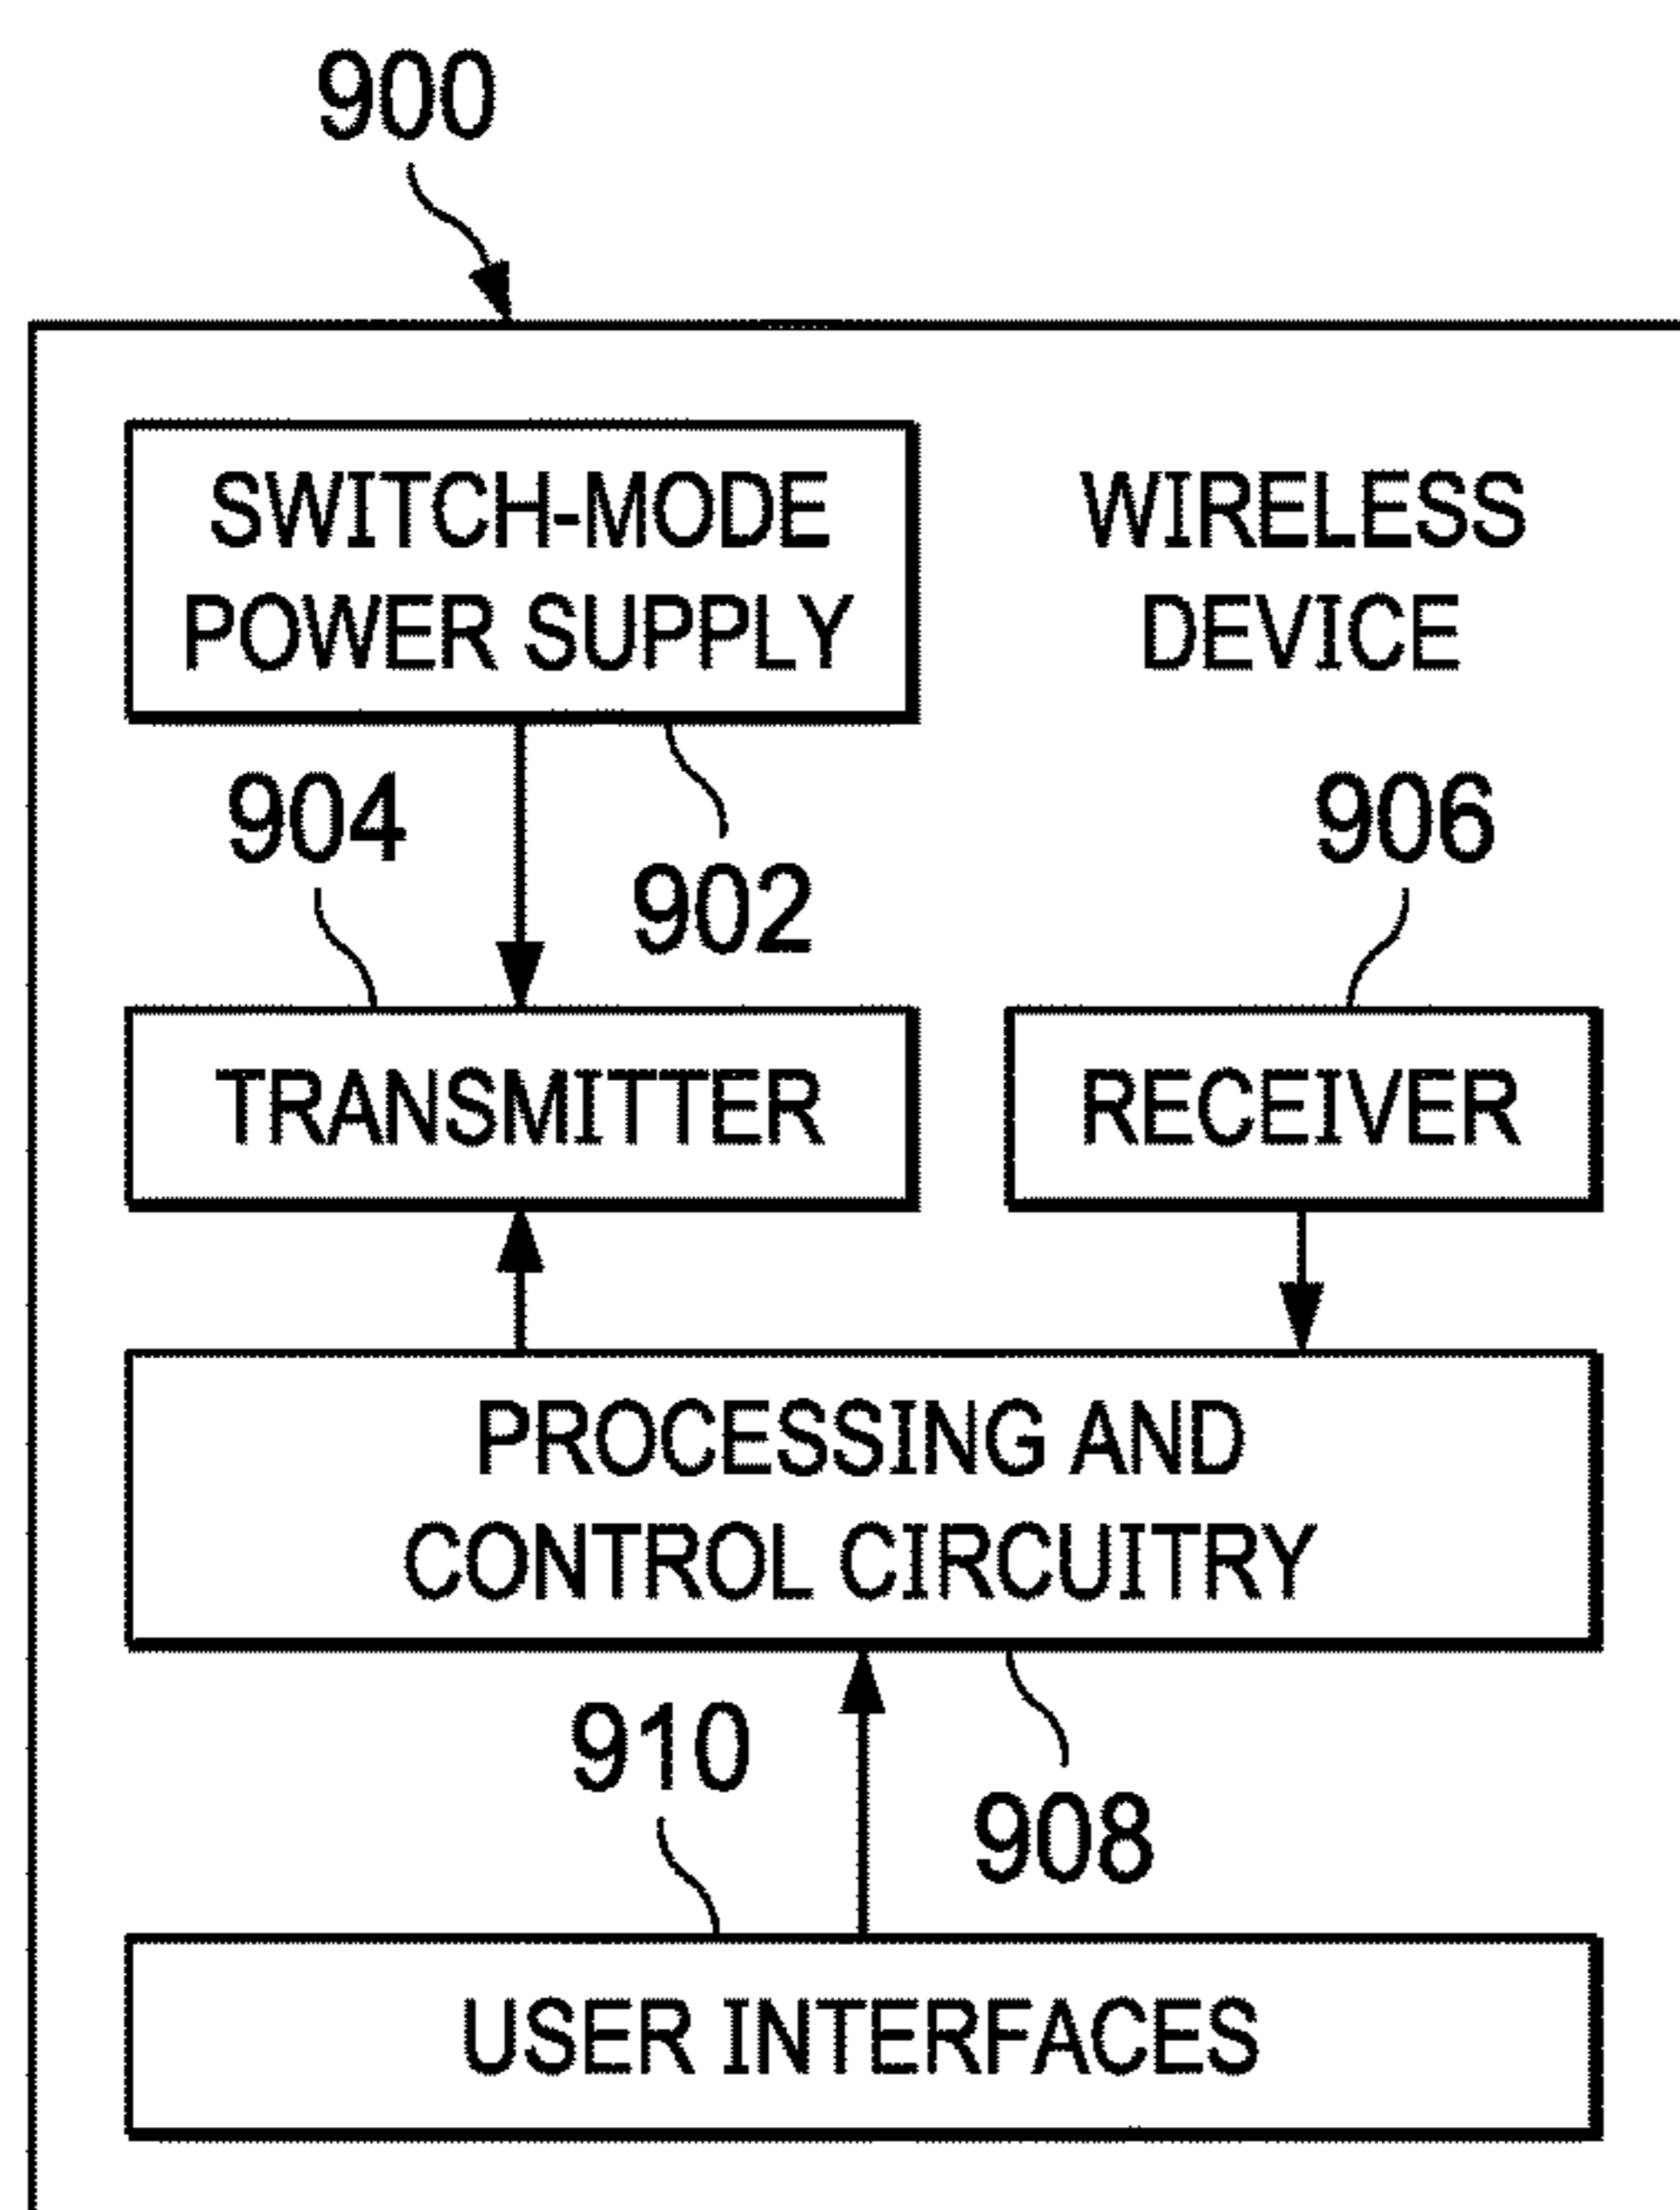 900
SWITCH-MODE
POWER SUPPLY
WIRELESS
DEVICE
904
902
906
TRANSMITTER
RECEIVER
PROCESSING AND
CONTROL CIRCUITRY
910
908
USER INTERFACES